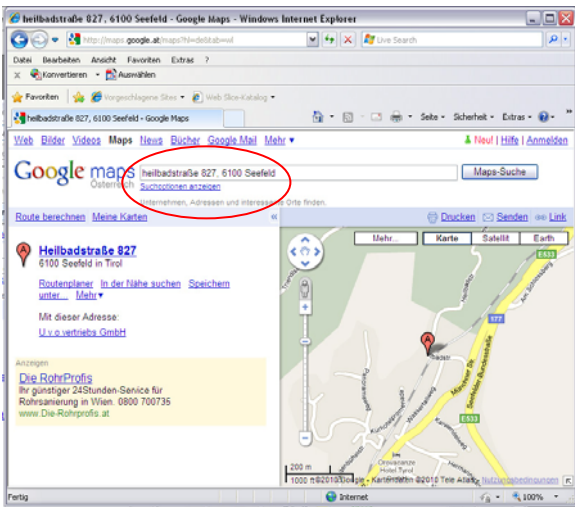 heilbadstraße 827, 6100 Seefeld - Google Maps - Windows Internet Explorer
http://maps.google.at/maps?hl=de&tab=wl
Live Search
Datei Bearbeiten Ansicht Favoriten Extras ?
x Konvertieren Auswählen
Favoriten Vorgeschlagene Sites Web Slice-Katalog
heilbadstraße 827, 6100 Seefeld - Google Maps
Seite Sicherheit Extras
Web Bilder Videos Maps News Bücher Google Mail Mehr ▼
Neu! | Hilfe | Anmelden
Google maps
Österreich
heilbadstraße 827. 6100 Seefeld
Maps-Suche
Suchoptionen anzeigen
Unternehmen, Adressen und interessante Orte finden.
Route berechnen Meine Karten «
Drucken Senden Link
A Heilbadstraße 827
6100 Seefeld in Tirol
Routenplaner In der Nähe suchen Speichern
unter... Mehr▼
Mit dieser Adresse:
U v o vertriebs GmbH
Anzeigen
Die RohrProfis
Ihr günstiger 24Stunden-Service für
Rohrsanierung in Wien. 0800 700735
www.Die-Rohrprofis.at
Mehr... Karte Satellit Earth
E533
177
A
Münchner Str
Seefelder Bundesstraße
E533
Hotel Tyrol
200 m
1000 ft
©2010 Google - Kartendaten ©2010 Tele Atlas - Nutzungsbedingungen
Fertig
Internet
100%